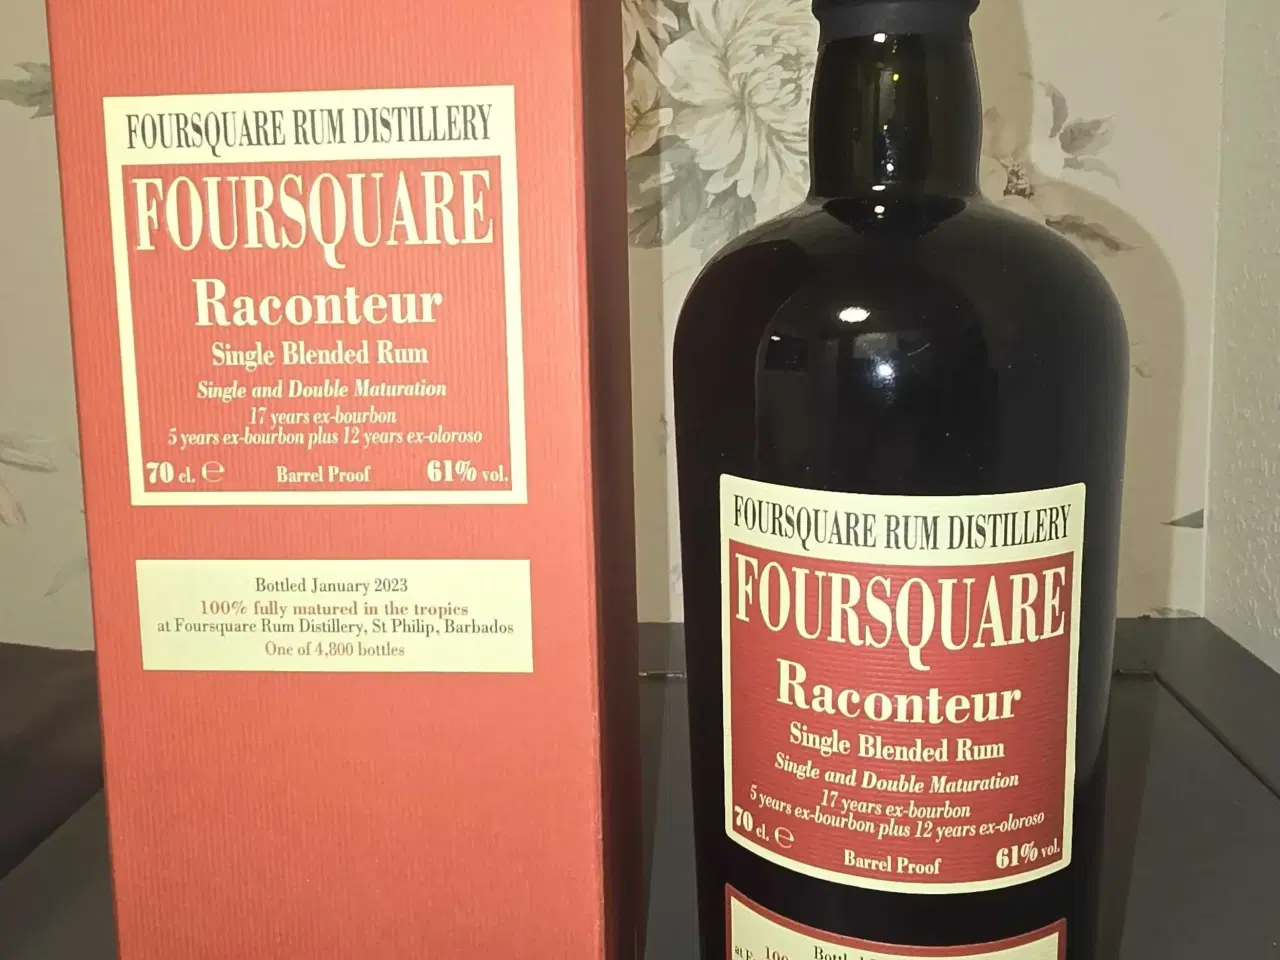 FOURSQUARE RUM DISTILLERY
FOURSQUARE
Raconteur
Single Blended Rum
Single and Double Maturation
17 years ex-bourbon
5 years ex-bourbon plus 12 years ex-oloroso
70 cl. ℮ Barrel Proof 61% vol.
Bottled January 2023
100% fully matured in the tropics
at Foursquare Rum Distillery, St Philip, Barbados
One of 4,800 bottles
FOURSQUARE RUM DISTILLERY
FOURSQUARE
Raconteur
Single Blended Rum
Single and Double Maturation
17 years ex-bourbon
5 years ex-bourbon plus 12 years ex-oloroso
70 cl. ℮ Barrel Proof 61% vol.